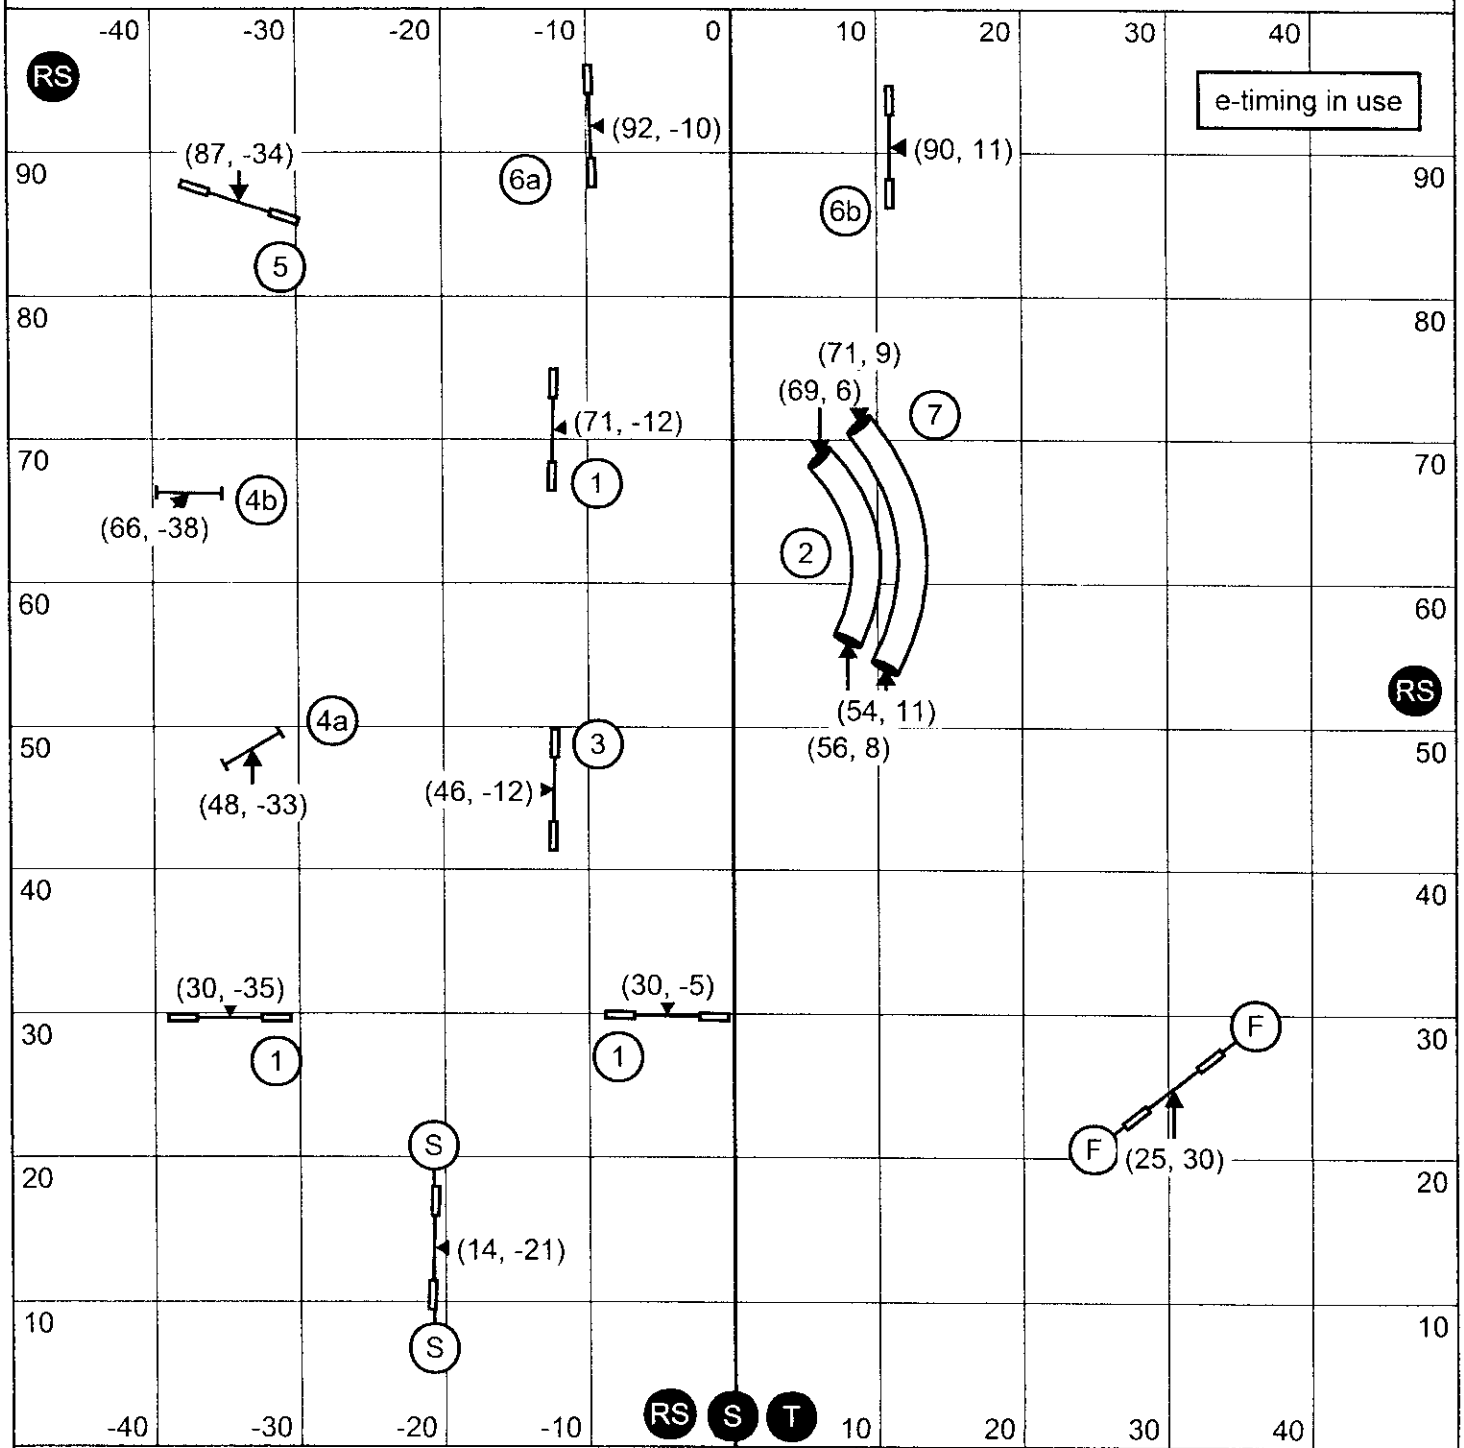 -40 -30 -20 -10 0 10 20 30 40
RS
e-timing in use
(92, -10)
(90, 11)
(87, -34)
90 6a 90
6b
5
80 80
(71, 9)
(69, 6)
7
(71, -12)
70 70
4b 1
(66, -38)
2
60 60
RS
4a
(54, 11)
50 3 50
(56, 8)
(46, -12)
(48, -33)
40 40
(30, -35) (30, -5)
30 F 30
1 1
S F (25, 30)
20 20
(14, -21)
10 10
S
RS S T
-40 -30 -20 -10 10 20 30 40